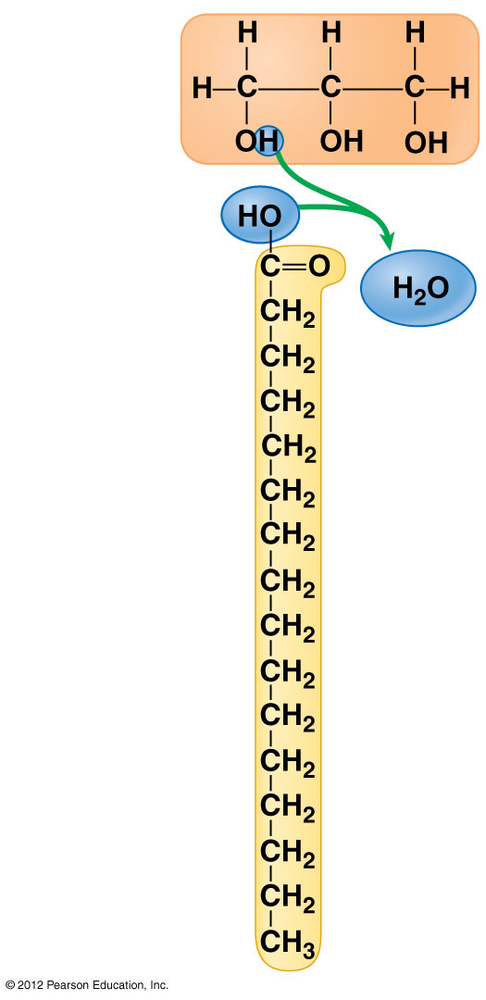 H H H
H–C–C–C–H
OH OH OH
HO
C=O
H₂O
CH₂
CH₂
CH₂
CH₂
CH₂
CH₂
CH₂
CH₂
CH₂
CH₂
CH₂
CH₂
CH₂
CH₂
CH₃
© 2012 Pearson Education, Inc.